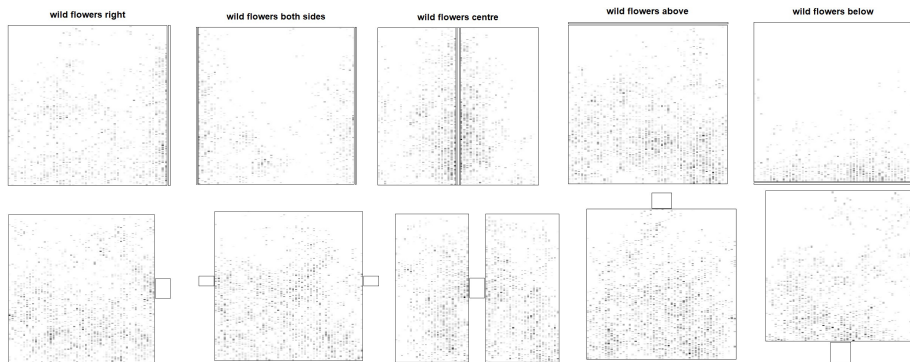 wild flowers right
wild flowers both sides
wild flowers centre
wild flowers above
wild flowers below